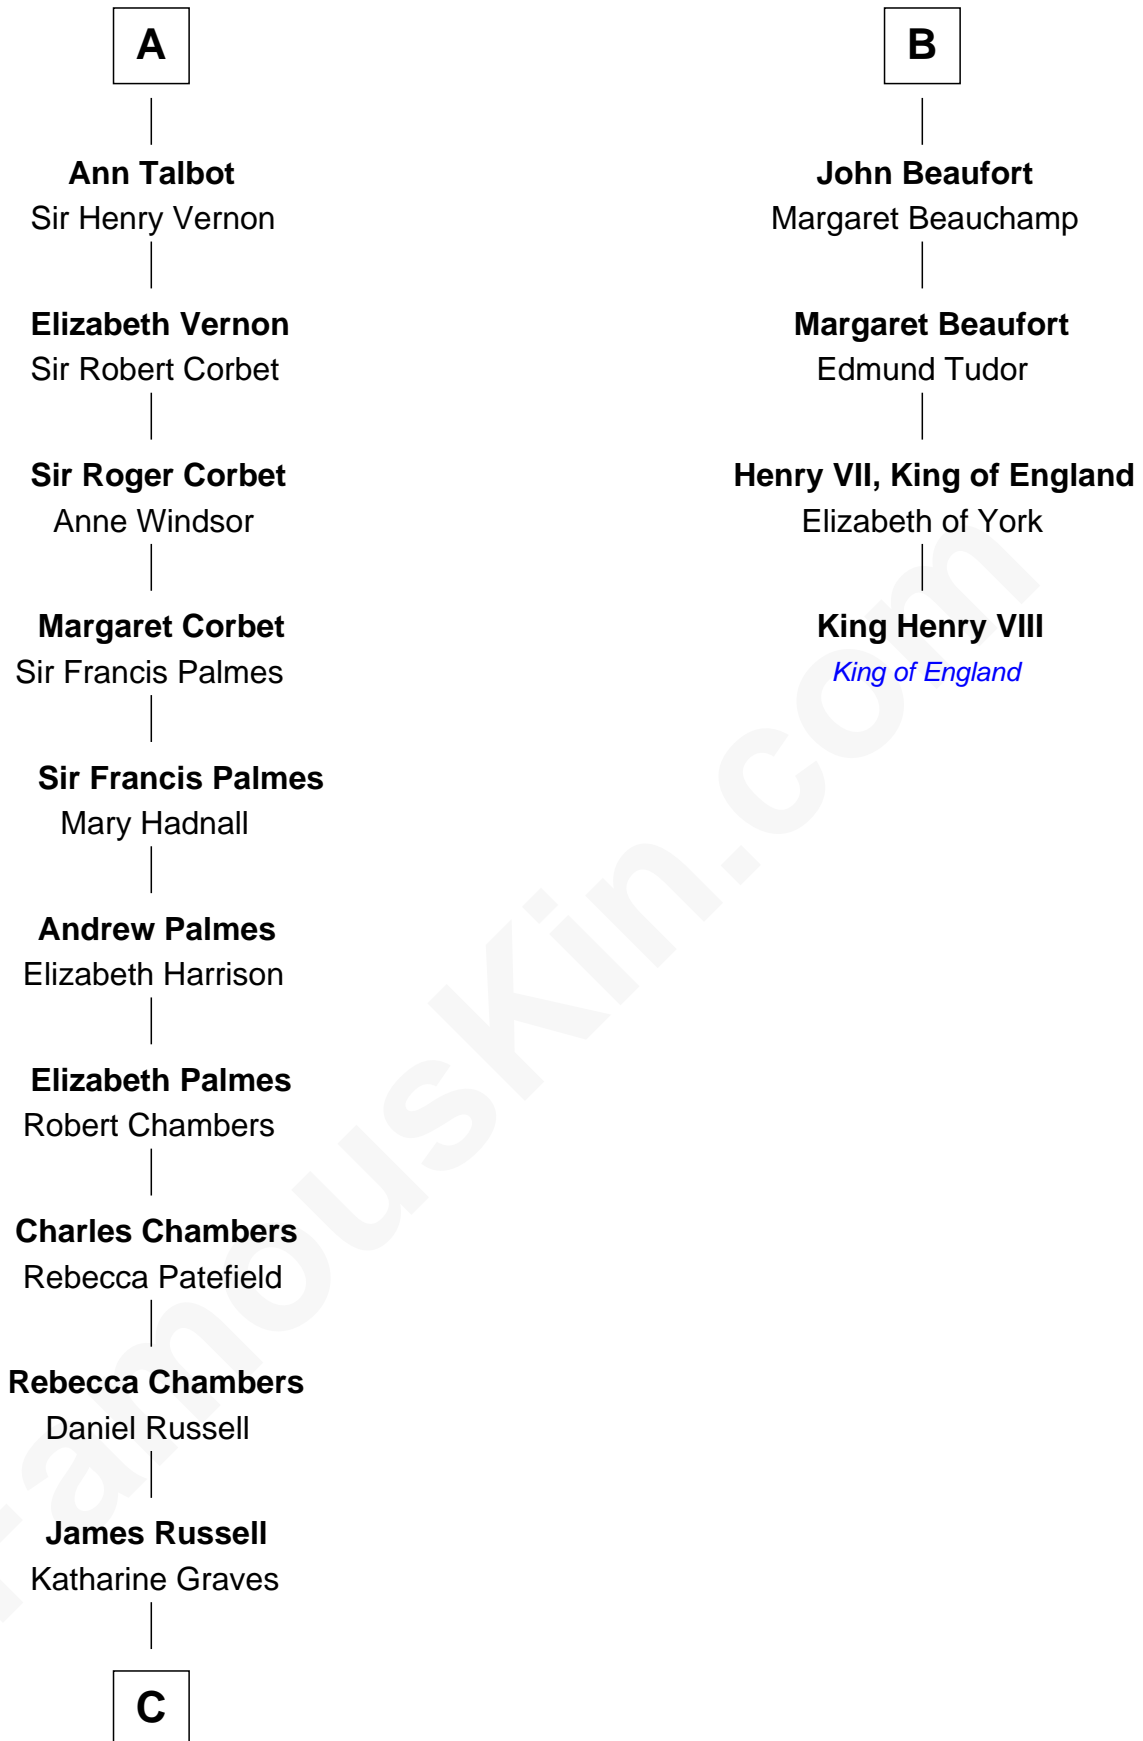 A
Ann Talbot
Sir Henry Vernon
Elizabeth Vernon
Sir Robert Corbet
Sir Roger Corbet
Anne Windsor
Margaret Corbet
Sir Francis Palmes
Sir Francis Palmes
Mary Hadnall
Andrew Palmes
Elizabeth Harrison
Elizabeth Palmes
Robert Chambers
Charles Chambers
Rebecca Patefield
Rebecca Chambers
Daniel Russell
James Russell
Katharine Graves
C
B
John Beaufort
Margaret Beauchamp
Margaret Beaufort
Edmund Tudor
Henry VII, King of England
Elizabeth of York
King Henry VIII
King of England
FamousKin.com